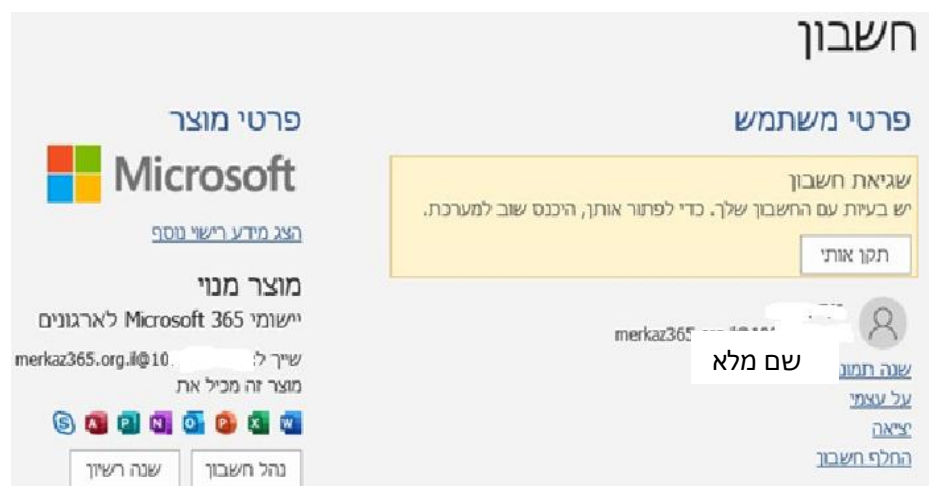 חשבון
פרטי משתמש
שגיאת חשבון
יש בעיות עם החשבון שלך. כדי לפתור אותן, היכנס שוב למערכת.
תקן אותי
merkaz365
שם מלא
שנה תמונ
על עצמי
יציאה
החלף חשבון
פרטי מוצר
Microsoft
הצג מידע רישוי נוסף
מוצר מנוי
יישומי Microsoft 365 לארגונים
שייך ל: merkaz365.org.il@10
מוצר זה מכיל את
נהל חשבון
שנה רשיון